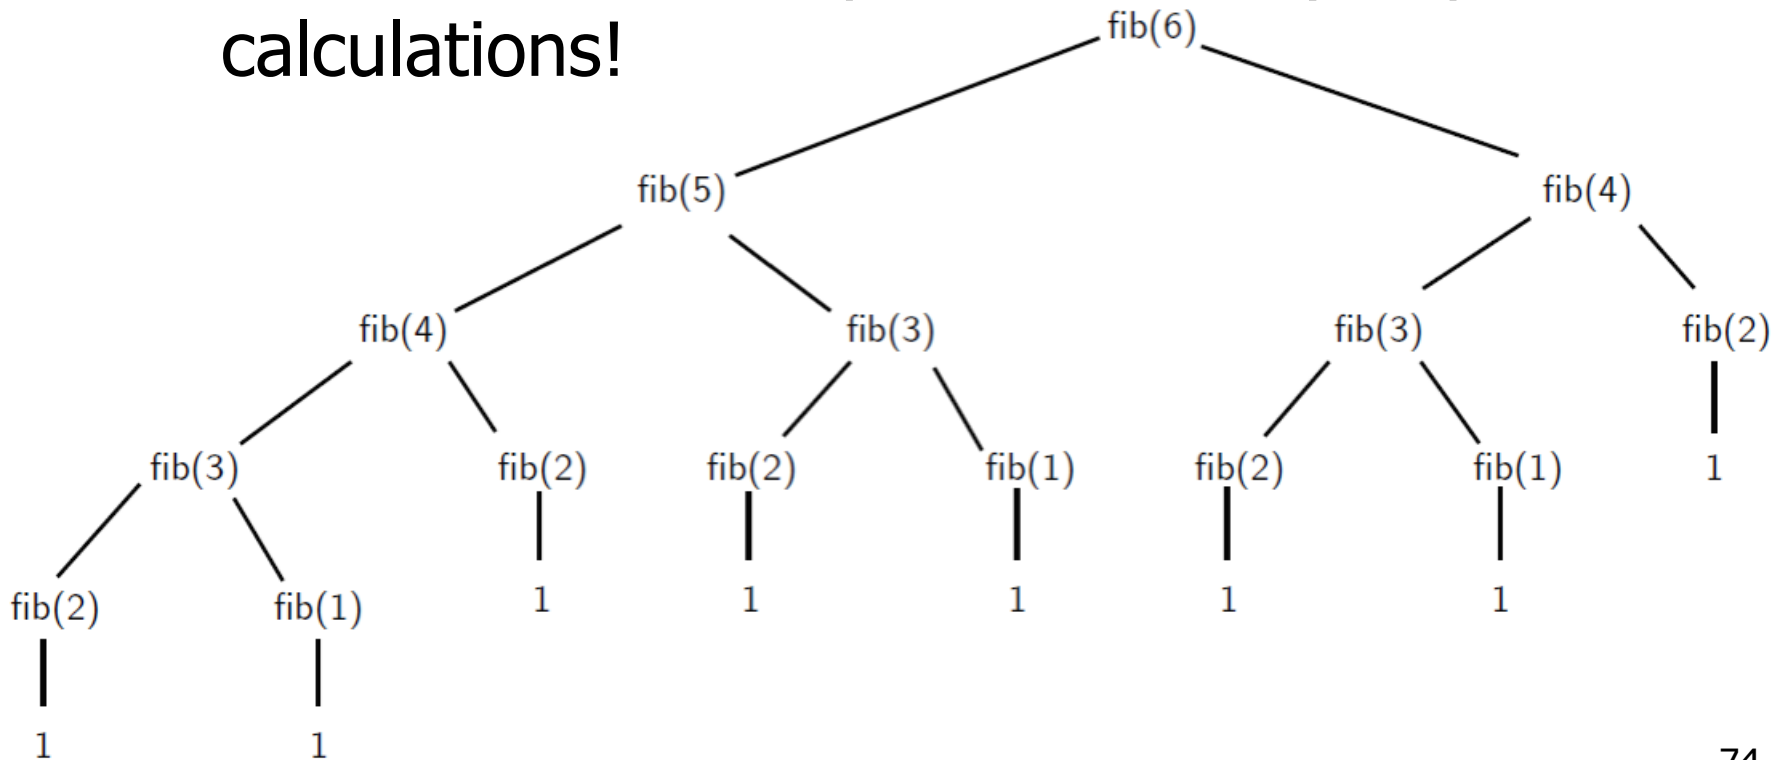 calculations!
fib(6)
fib(5) fib(4)
fib(4) fib(3) fib(3) fib(2)
fib(3) fib(2) fib(2) fib(1) fib(2) fib(1) 1
fib(2) fib(1) 1 1 1 1 1
1 1
74